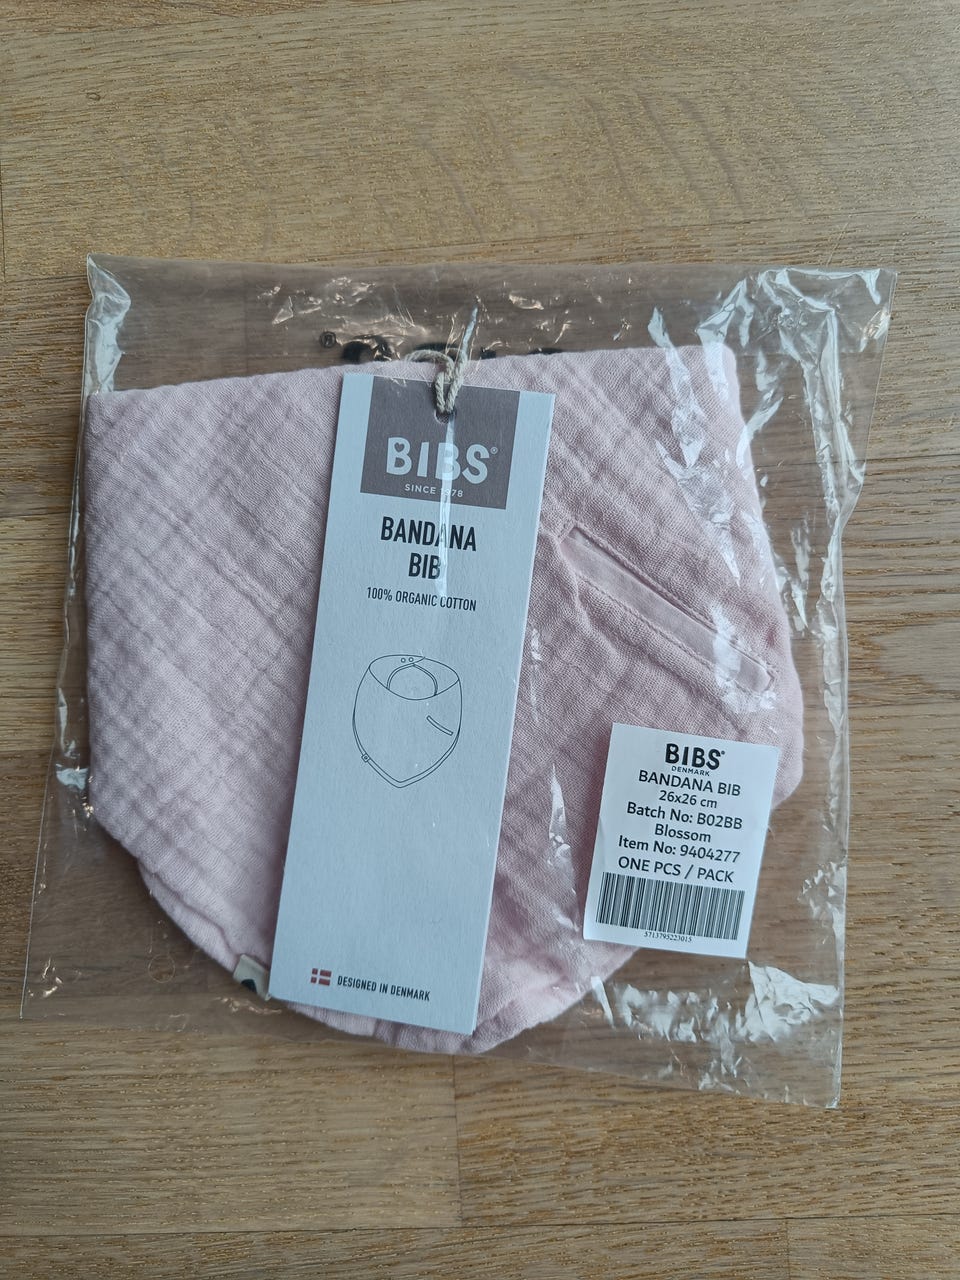 BIBS®
SINCE 1978
BANDANA
BIB
100% ORGANIC COTTON
DESIGNED IN DENMARK
BIBS®
DENMARK
BANDANA BIB
26x26 cm
Batch No: B02BB
Blossom
Item No: 9404277
ONE PCS / PACK
5713795223015